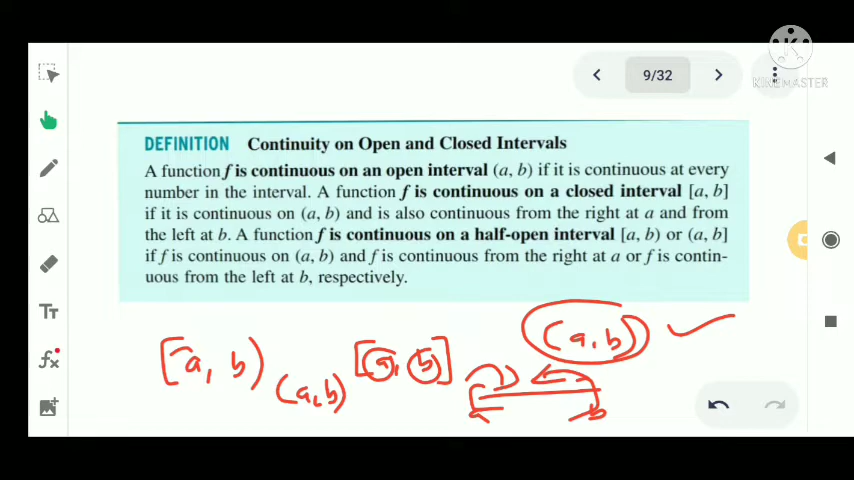 9/32
KINEMASTER
DEFINITION Continuity on Open and Closed Intervals
A function f is continuous on an open interval (a, b) if it is continuous at every
number in the interval. A function f is continuous on a closed interval [a, b]
if it is continuous on (a, b) and is also continuous from the right at a and from
the left at b. A function f is continuous on a half-open interval [a, b) or (a, b]
if f is continuous on (a, b) and f is continuous from the right at a or f is contin-
uous from the left at b, respectively.
(a, b)
[a, b)
[a, b]
(a, b)
a b
Tт
fx